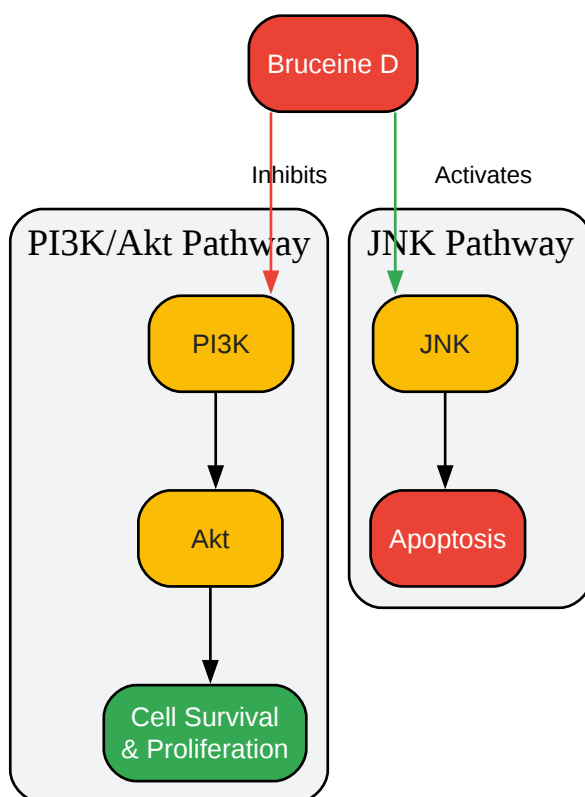 Bruceine D
Inhibits
Activates
PI3K/Akt Pathway
JNK Pathway
PI3K
JNK
Akt
Apoptosis
Cell Survival
& Proliferation